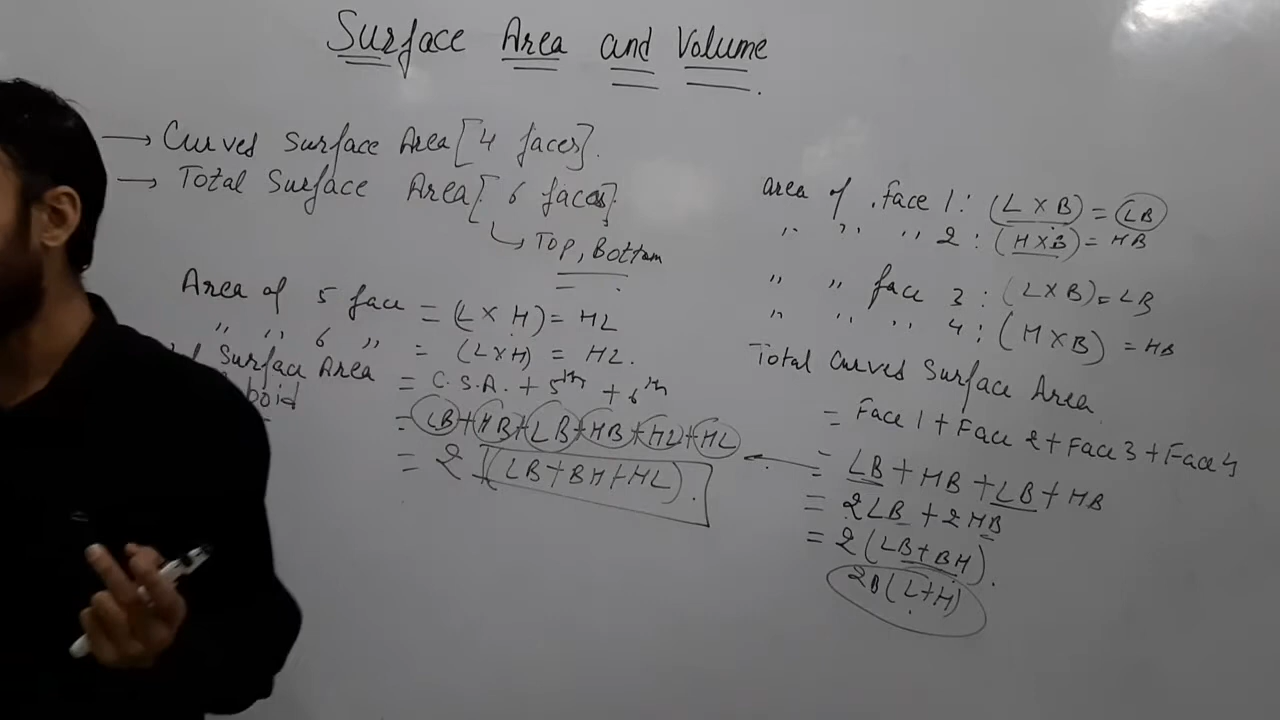 Surface Area and Volume.
→ Curved Surface Area [4 faces].
→ Total Surface Area [6 faces]
↳ Top, Bottom
Area of 5 face = (L × H) = HL
〃 〃 6 〃 = (L×H) = HL.
Surface Area = C.S.A. + 5th + 6th
boid
= LB+HB+LB+HB+HL+HL
= 2 (LB+BH+HL).
area of face 1: (L × B) = LB
〃 〃 〃 2: (H×B) = HB
〃 〃 face 3: (L×B) = LB
〃 〃 〃 4: (H×B) = HB
Total Curved Surface Area
= Face 1 + Face 2 + Face 3 + Face 4
= LB + HB + LB + HB
= 2LB + 2HB
= 2(LB+BH).
2B(L+H)